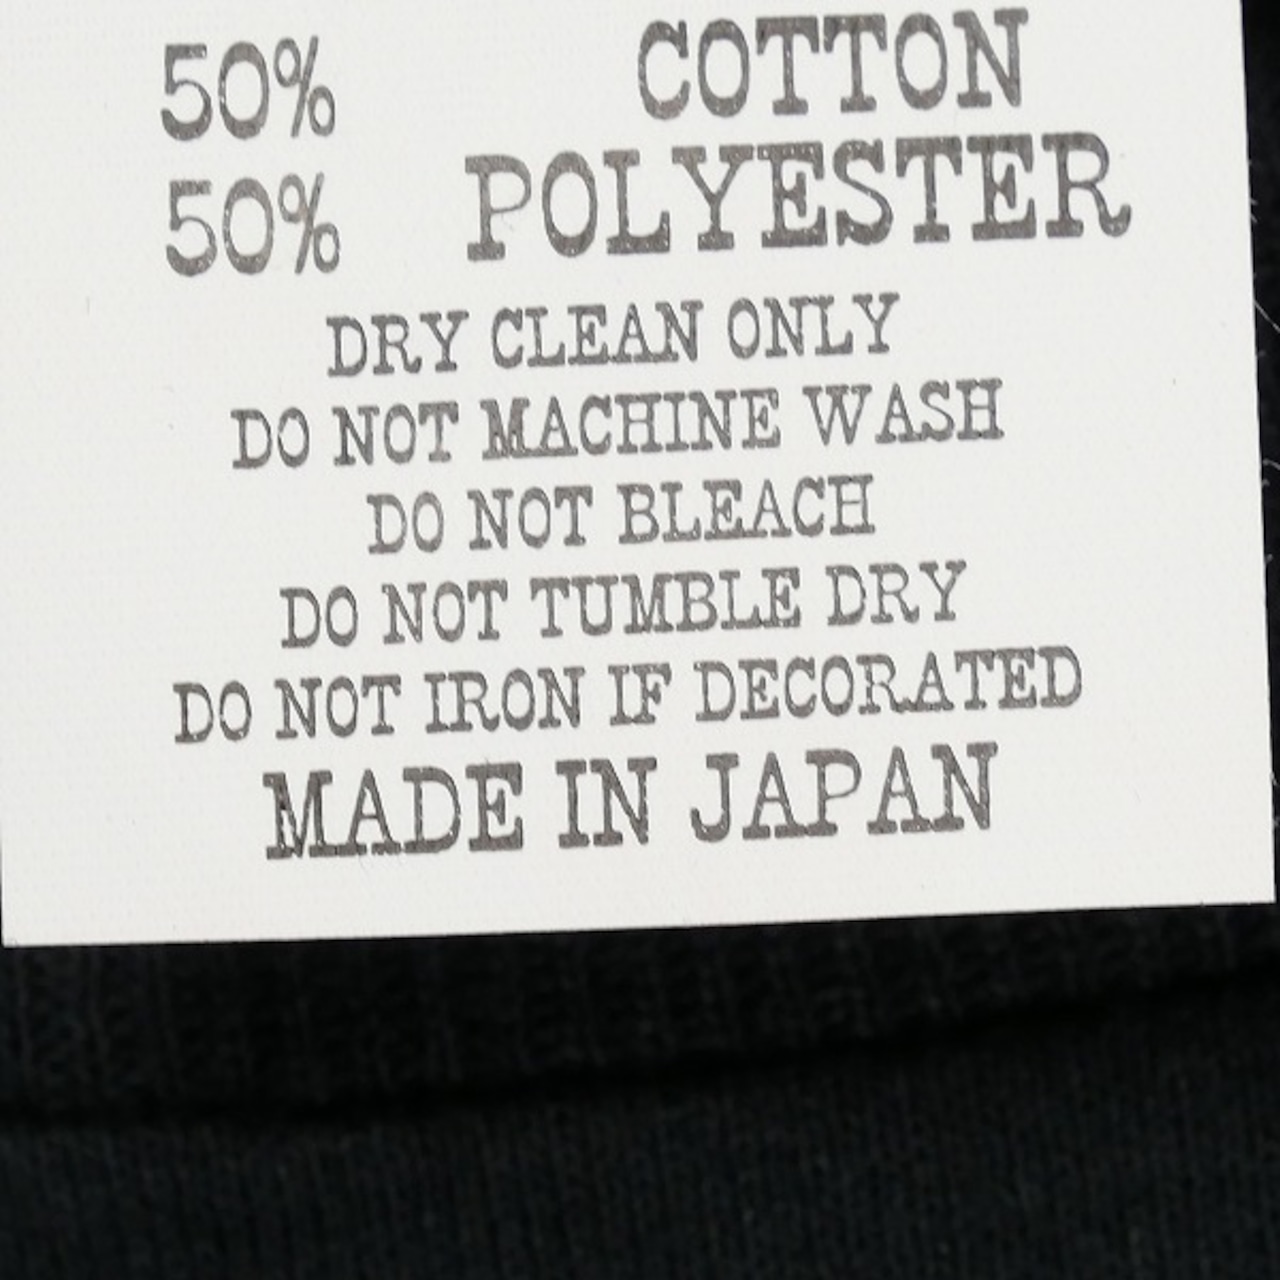 50% COTTON
50% POLYESTER
DRY CLEAN ONLY
DO NOT MACHINE WASH
DO NOT BLEACH
DO NOT TUMBLE DRY
DO NOT IRON IF DECORATED
MADE IN JAPAN